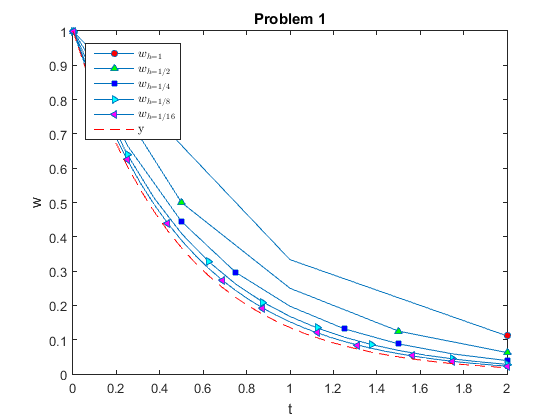 Problem 1
w_{h=1}
w_{h=1/2}
w_{h=1/4}
w_{h=1/8}
w_{h=1/16}
y
1
0.9
0.8
0.7
0.6
0.5
0.4
0.3
0.2
0.1
0
w
0 0.2 0.4 0.6 0.8 1 1.2 1.4 1.6 1.8 2
t